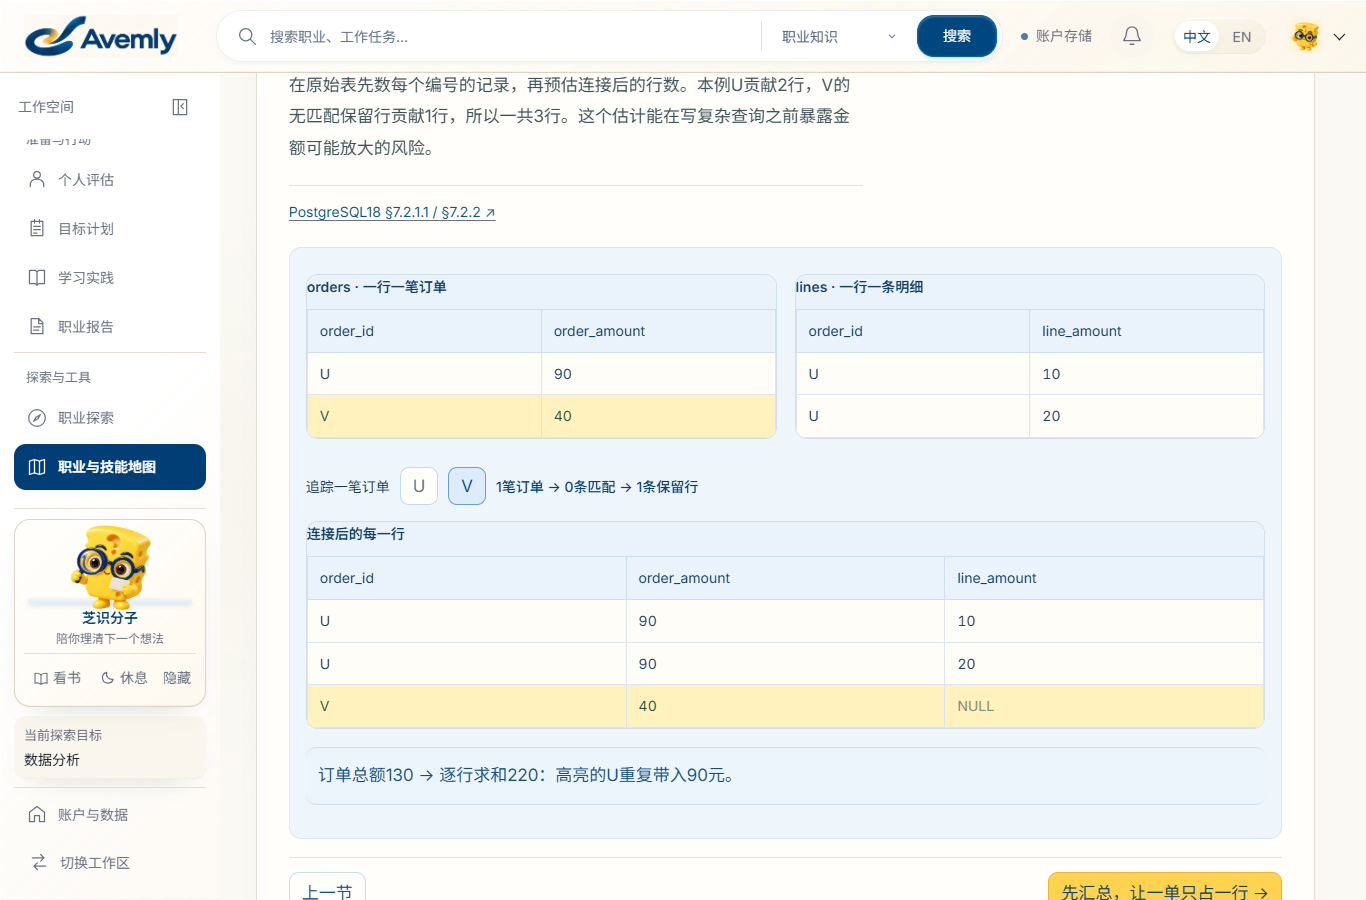 Avemly
搜索职业、工作任务...
职业知识
搜索
账户存储
中文
EN
工作空间
准备与行动
个人评估
目标计划
学习实践
职业报告
探索与工具
职业探索
职业与技能地图
芝识分子
陪你理清下一个想法
看书
休息
隐藏
当前探索目标
数据分析
账户与数据
切换工作区
在原始表先数每个编号的记录，再预估连接后的行数。本例U贡献2行，V的
无匹配保留行贡献1行，所以一共3行。这个估计能在写复杂查询之前暴露金
额可能放大的风险。
PostgreSQL18 §7.2.1.1 / §7.2.2 ↗
orders · 一行一笔订单
order_id order_amount
U 90
V 40
lines · 一行一条明细
order_id line_amount
U 10
U 20
追踪一笔订单 U V 1笔订单 → 0条匹配 → 1条保留行
连接后的每一行
order_id order_amount line_amount
U 90 10
U 90 20
V 40 NULL
订单总额130 → 逐行求和220：高亮的U重复带入90元。
上一节
先汇总，让一单只占一行 →